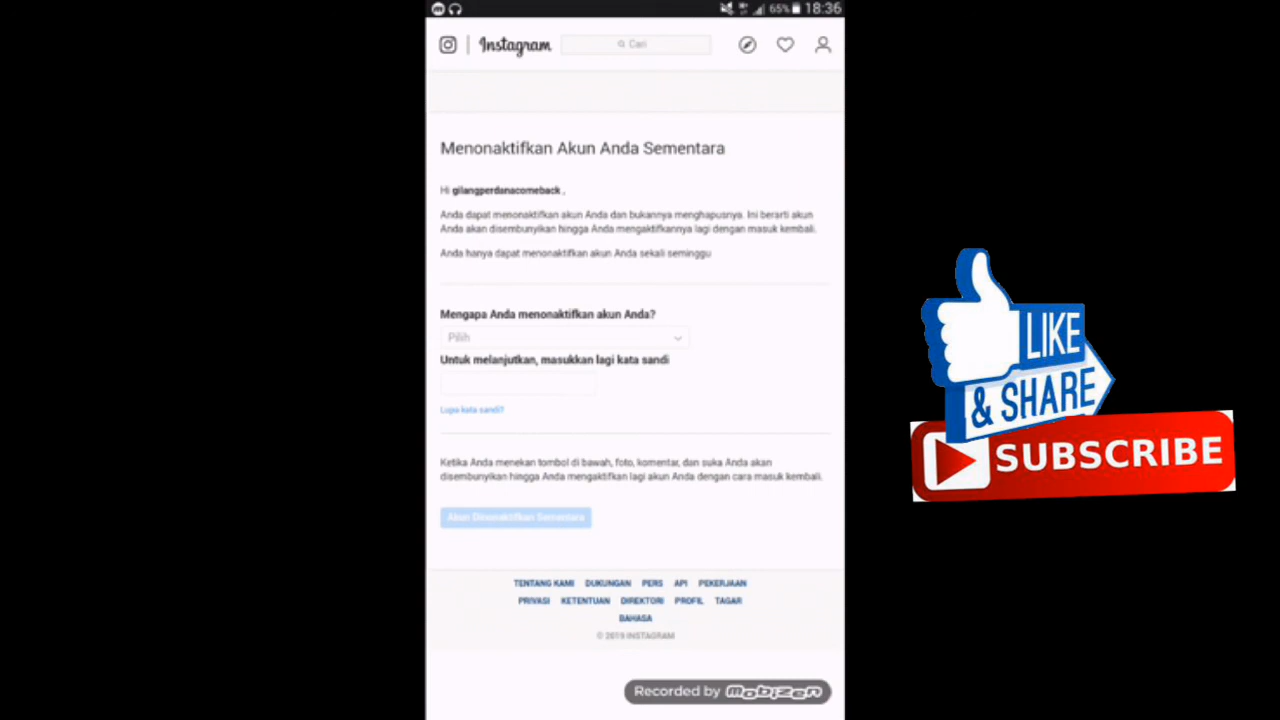 65% 18:36
Instagram Cari
Menonaktifkan Akun Anda Sementara
Hi gilangperdanacomeback ,
Anda dapat menonaktifkan akun Anda dan bukannya menghapusnya. Ini berarti akun
Anda akan disembunyikan hingga Anda mengaktifkannya lagi dengan masuk kembali.
Anda hanya dapat menonaktifkan akun Anda sekali seminggu
Mengapa Anda menonaktifkan akun Anda?
Pilih
Untuk melanjutkan, masukkan lagi kata sandi
Lupa kata sandi?
Ketika Anda menekan tombol di bawah, foto, komentar, dan suka Anda akan
disembunyikan hingga Anda mengaktifkan lagi akun Anda dengan cara masuk kembali.
Akun Dinonaktifkan Sementara
TENTANG KAMI DUKUNGAN PERS API PEKERJAAN
PRIVASI KETENTUAN DIREKTORI PROFIL TAGAR
BAHASA
© 2019 INSTAGRAM
Recorded by mobizen
LIKE
& SHARE
SUBSCRIBE